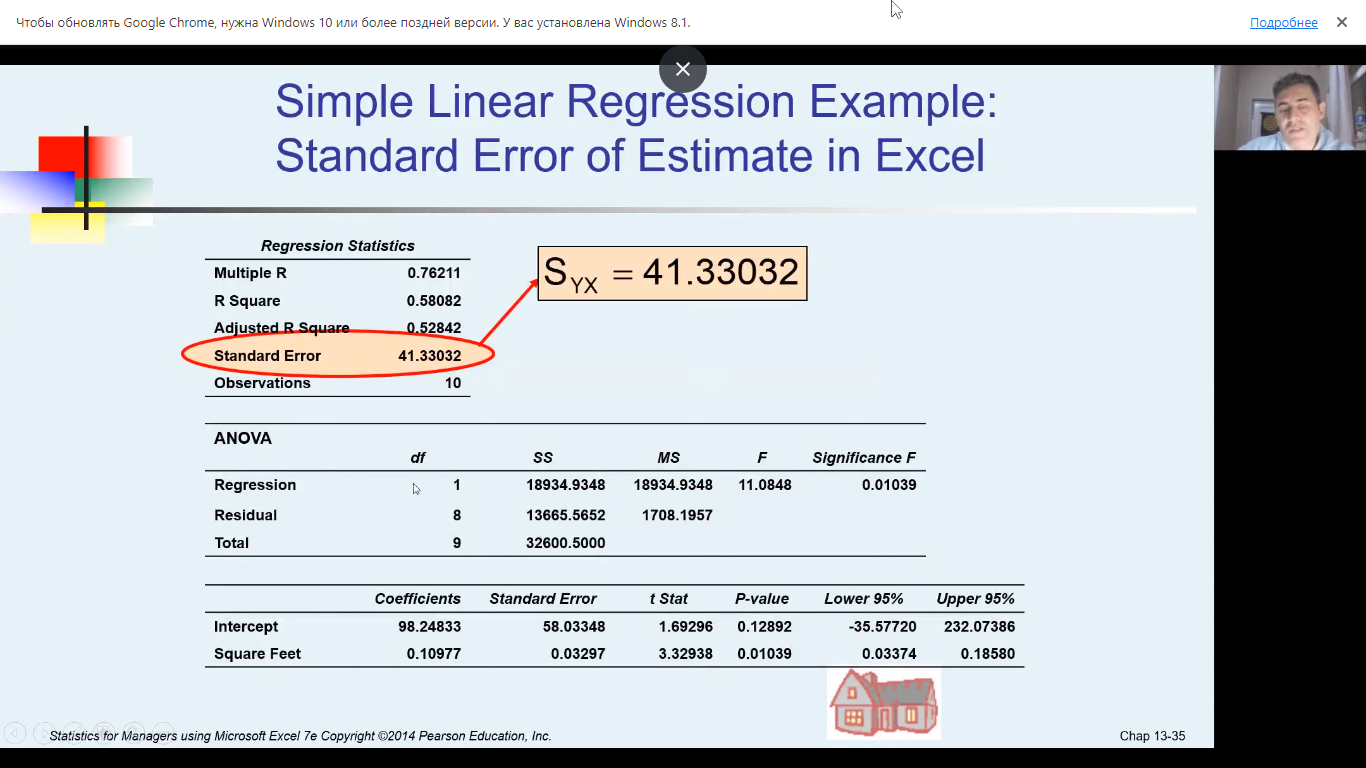 Чтобы обновлять Google Chrome, нужна Windows 10 или более поздней версии. У вас установлена Windows 8.1.
Подробнее
Simple Linear Regression Example:
Standard Error of Estimate in Excel
Regression Statistics
Multiple R 0.76211
R Square 0.58082
Adjusted R Square 0.52842
Standard Error 41.33032
Observations 10
SYX = 41.33032
ANOVA
df SS MS F Significance F
Regression 1 18934.9348 18934.9348 11.0848 0.01039
Residual 8 13665.5652 1708.1957
Total 9 32600.5000
Coefficients Standard Error t Stat P-value Lower 95% Upper 95%
Intercept 98.24833 58.03348 1.69296 0.12892 -35.57720 232.07386
Square Feet 0.10977 0.03297 3.32938 0.01039 0.03374 0.18580
Statistics for Managers using Microsoft Excel 7e Copyright ©2014 Pearson Education, Inc.
Chap 13-35